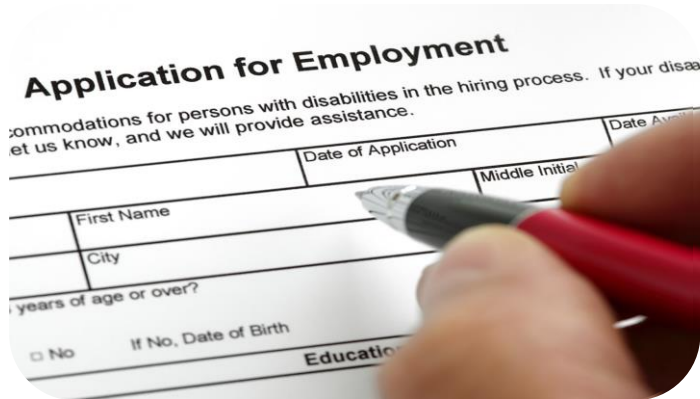 Application for Employment
commodations for persons with disabilities in the hiring process. If your
et us know, and we will provide assistance.
Date of Application
Date
Middle Initial
First Name
City
years of age or over?
□ No If No, Date of Birth